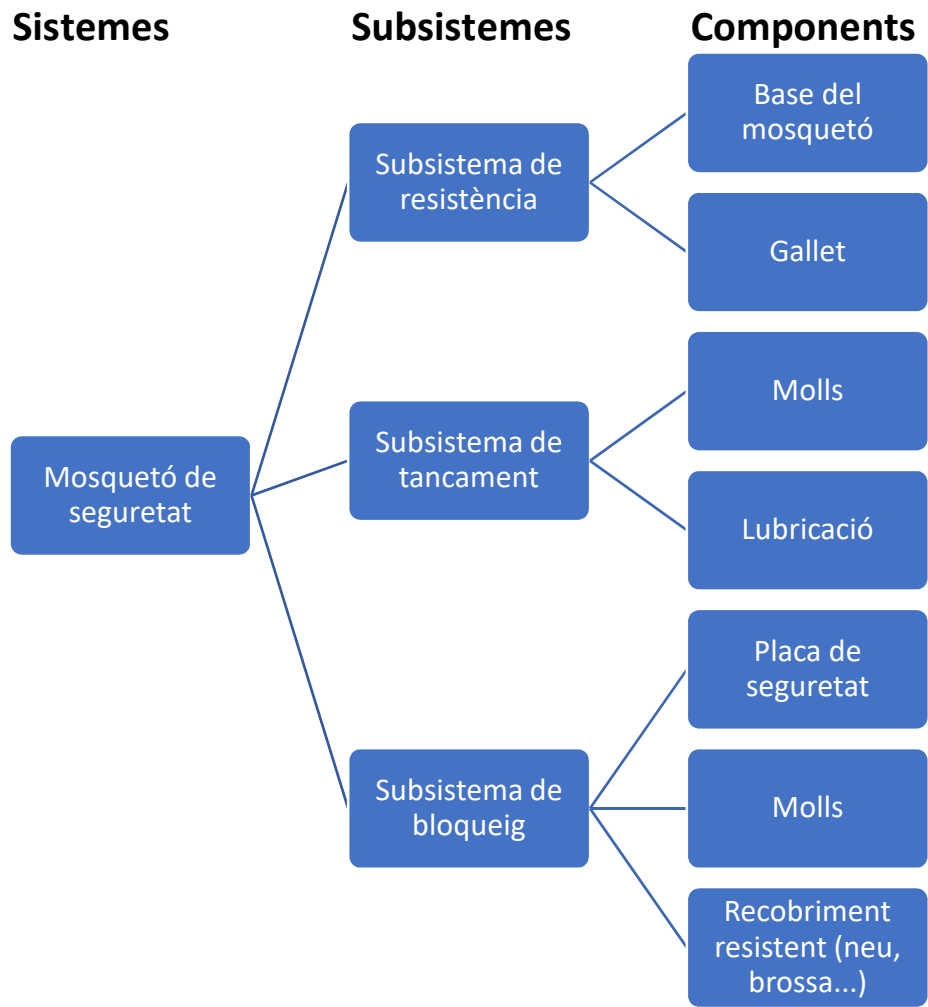 Sistemes
Subsistemes
Components
Mosquetó de
seguretat
Subsistema de
resistència
Base del
mosquetó
Gallet
Subsistema de
tancament
Molls
Lubricació
Subsistema de
bloqueig
Placa de
seguretat
Molls
Recobriment
resistent (neu,
brossa...)